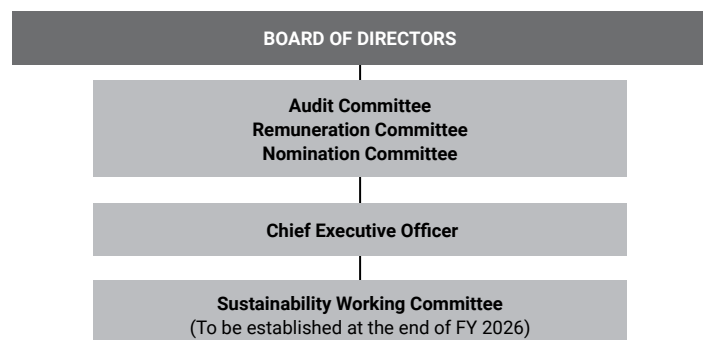 BOARD OF DIRECTORS
Audit Committee
Remuneration Committee
Nomination Committee
Chief Executive Officer
Sustainability Working Committee
(To be established at the end of FY 2026)